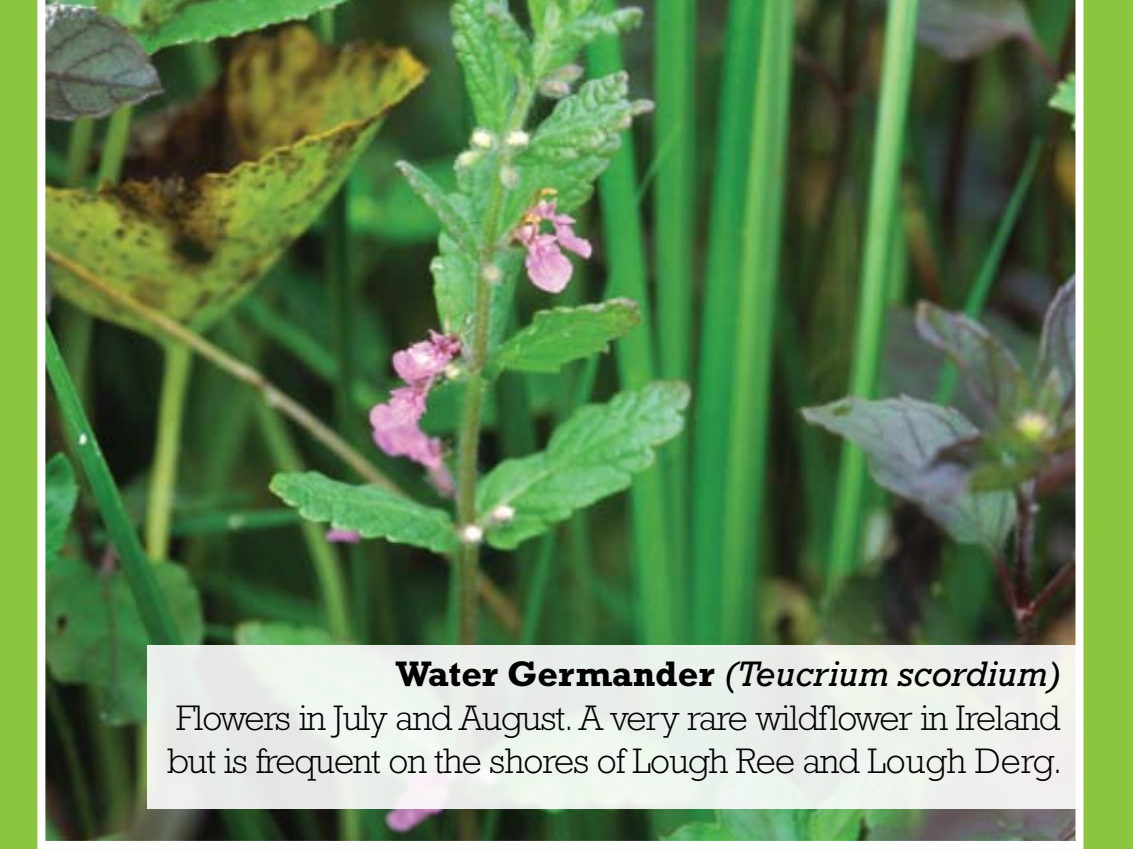 Water Germander (Teucrium scordium)
Flowers in July and August. A very rare wildflower in Ireland
but is frequent on the shores of Lough Ree and Lough Derg.